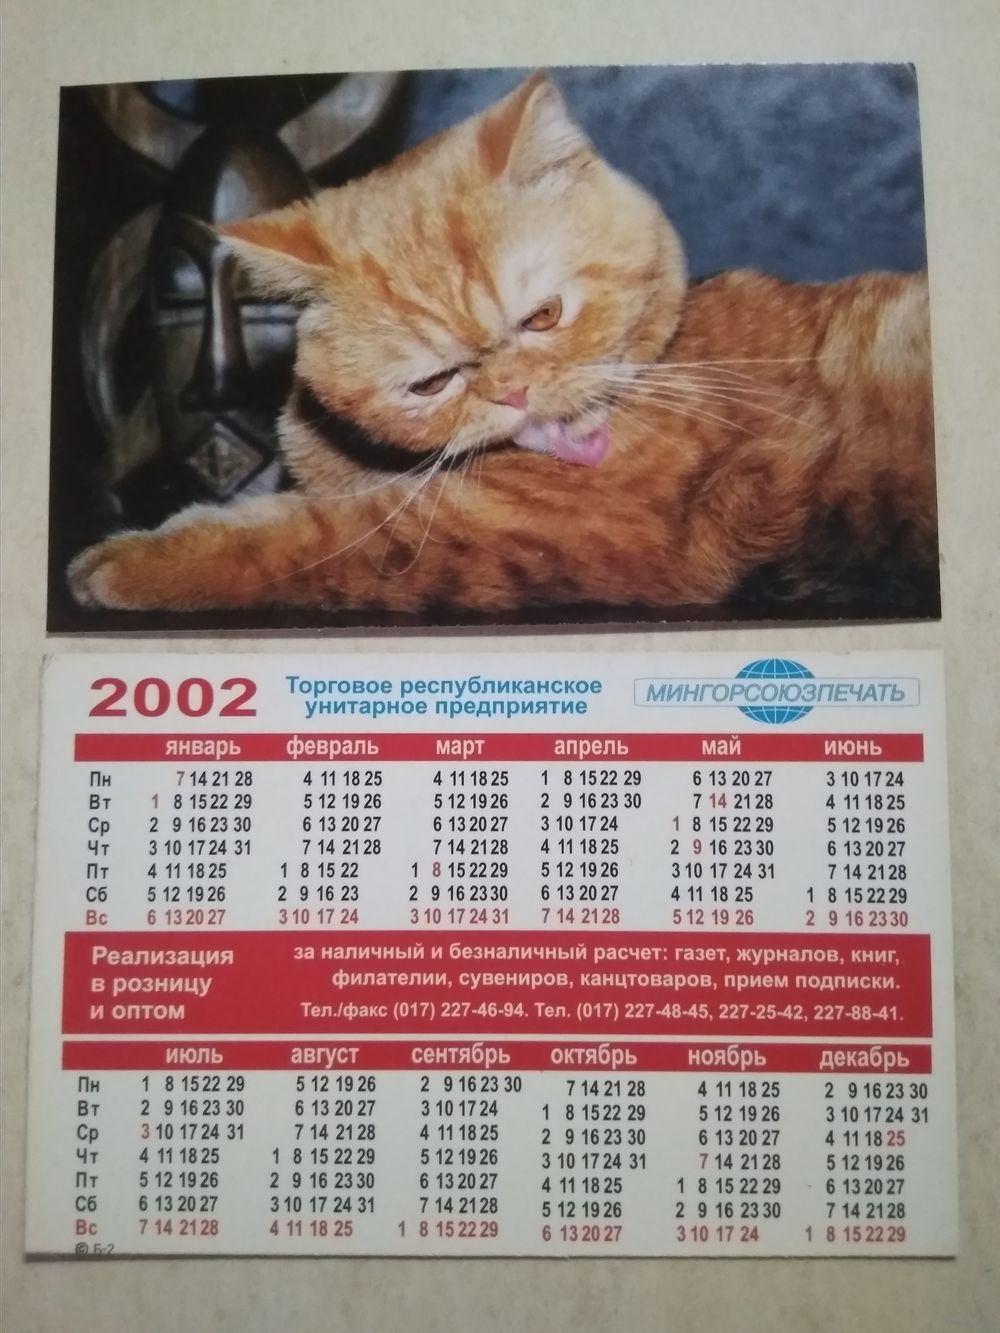 2002 Торговое республиканское унитарное предприятие МИНГОРСОЮЗПЕЧАТЬ
январь февраль март апрель май июнь
Пн 7 14 21 28 4 11 18 25 4 11 18 25 1 8 15 22 29 6 13 20 27 3 10 17 24
Вт 1 8 15 22 29 5 12 19 26 5 12 19 26 2 9 16 23 30 7 14 21 28 4 11 18 25
Ср 2 9 16 23 30 6 13 20 27 6 13 20 27 3 10 17 24 1 8 15 22 29 5 12 19 26
Чт 3 10 17 24 31 7 14 21 28 7 14 21 28 4 11 18 25 2 9 16 23 30 6 13 20 27
Пт 4 11 18 25 1 8 15 22 1 8 15 22 29 5 12 19 26 3 10 17 24 31 7 14 21 28
Сб 5 12 19 26 2 9 16 23 2 9 16 23 30 6 13 20 27 4 11 18 25 1 8 15 22 29
Вс 6 13 20 27 3 10 17 24 3 10 17 24 31 7 14 21 28 5 12 19 26 2 9 16 23 30
Реализация
в розницу
и оптом
за наличный и безналичный расчет: газет, журналов, книг,
филателии, сувениров, канцтоваров, прием подписки.
Тел./факс (017) 227-46-94. Тел. (017) 227-48-45, 227-25-42, 227-88-41.
июль август сентябрь октябрь ноябрь декабрь
Пн 1 8 15 22 29 5 12 19 26 2 9 16 23 30 7 14 21 28 4 11 18 25 2 9 16 23 30
Вт 2 9 16 23 30 6 13 20 27 3 10 17 24 1 8 15 22 29 5 12 19 26 3 10 17 24 31
Ср 3 10 17 24 31 7 14 21 28 4 11 18 25 2 9 16 23 30 6 13 20 27 4 11 18 25
Чт 4 11 18 25 1 8 15 22 29 5 12 19 26 3 10 17 24 31 7 14 21 28 5 12 19 26
Пт 5 12 19 26 2 9 16 23 30 6 13 20 27 4 11 18 25 1 8 15 22 29 6 13 20 27
Сб 6 13 20 27 3 10 17 24 31 7 14 21 28 5 12 19 26 2 9 16 23 30 7 14 21 28
Вс 7 14 21 28 4 11 18 25 1 8 15 22 29 6 13 20 27 3 10 17 24 1 8 15 22 29
© Б-2